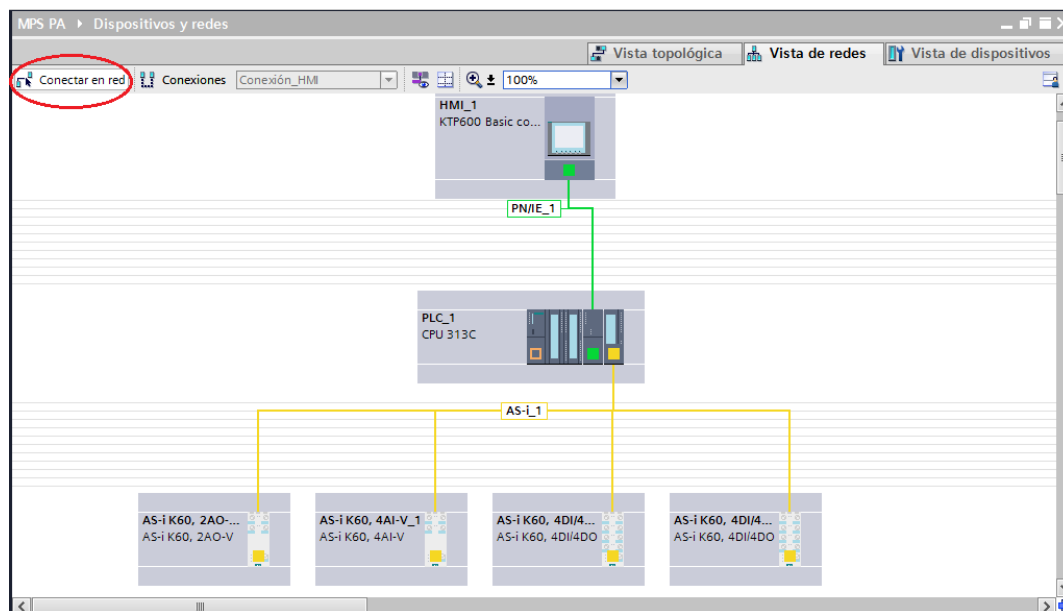 MPS PA ▸ Dispositivos y redes
Vista topológica Vista de redes Vista de dispositivos
Conectar en red Conexiones Conexión_HMI 100%
HMI_1
KTP600 Basic co...
PN/IE_1
PLC_1
CPU 313C
AS-i_1
AS-i K60, 2AO-... AS-i K60, 4AI-V_1 AS-i K60, 4DI/4... AS-i K60, 4DI/4...
AS-i K60, 2AO-V AS-i K60, 4AI-V AS-i K60, 4DI/4DO AS-i K60, 4DI/4DO